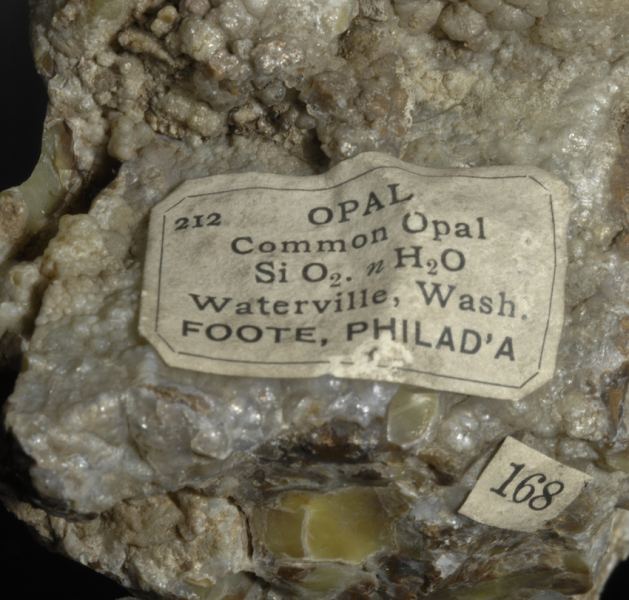 212 OPAL
Common Opal
Si O₂. n H₂O
Waterville, Wash.
FOOTE, PHILAD'A
168